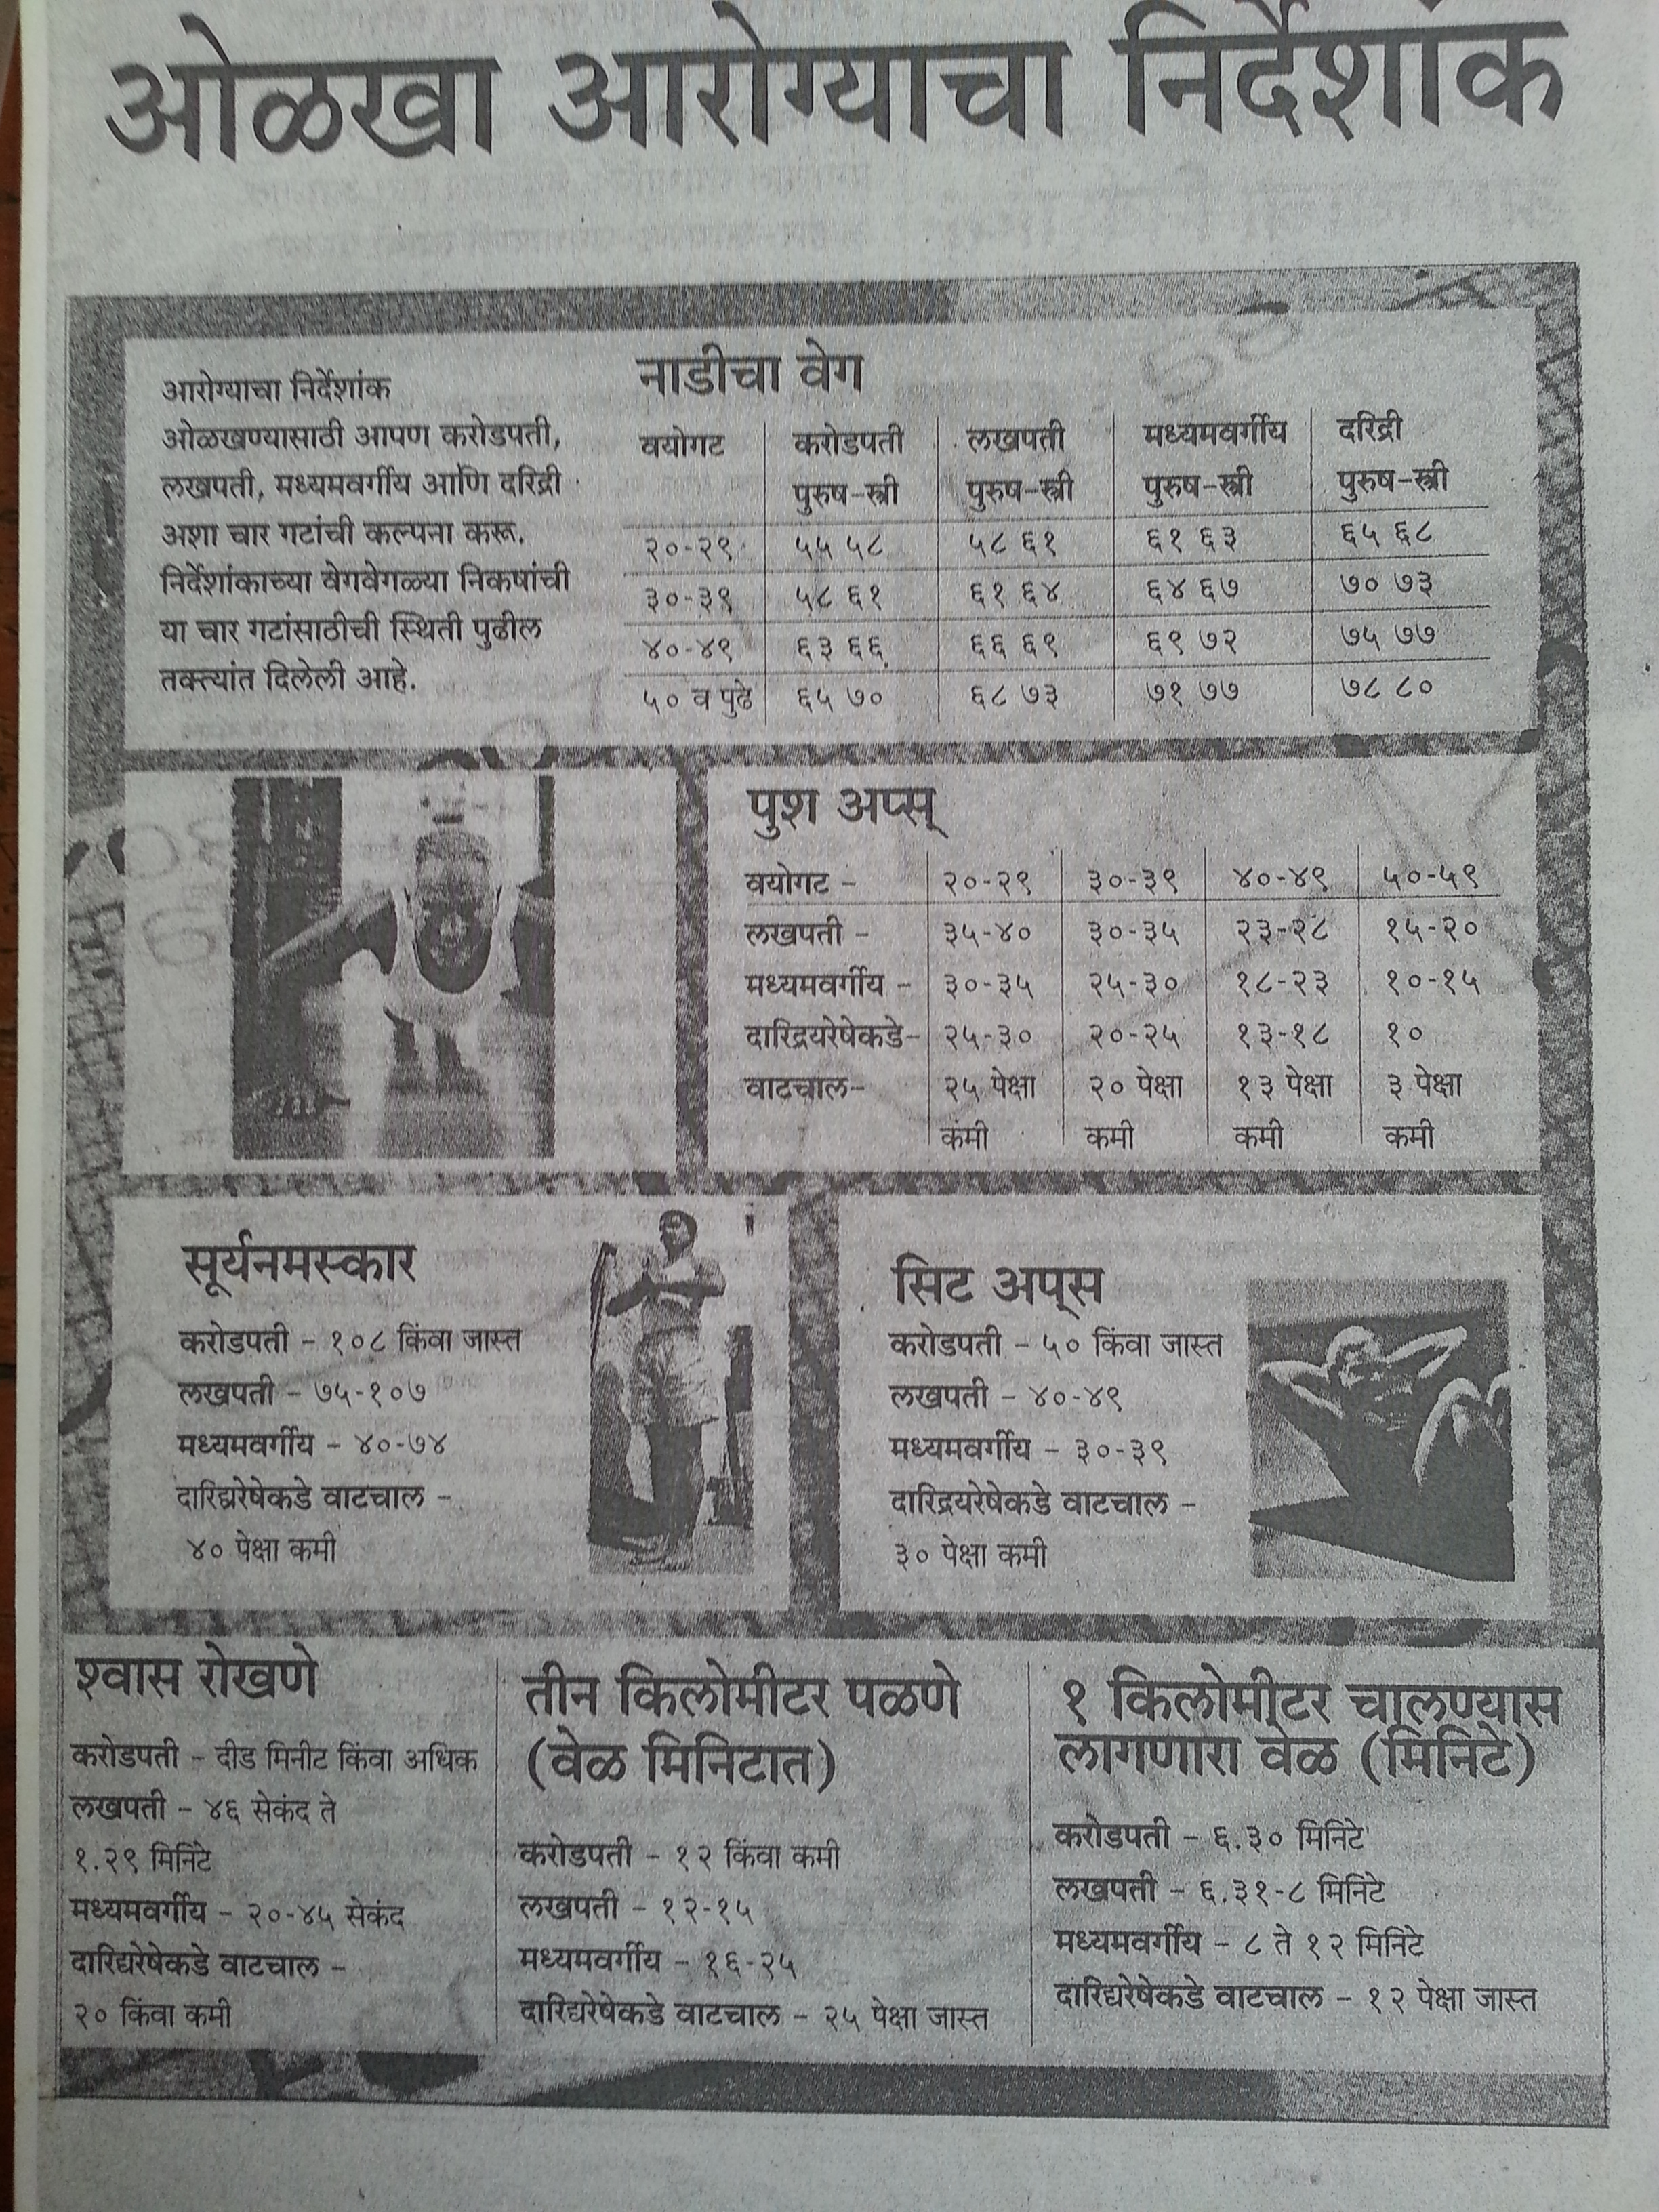 ओळखा आरोग्याचा निर्देशांक
आरोग्याचा निर्देशांक
ओळखण्यासाठी आपण करोडपती,
लखपती, मध्यमवर्गीय आणि दरिद्री
अशा चार गटांची कल्पना करू.
निर्देशांकाच्या वेगवेगळ्या निकषांची
या चार गटांसाठीची स्थिती पुढील
तक्त्यांत दिलेली आहे.
नाडीचा वेग
वयोगट करोडपती लखपती मध्यमवर्गीय दरिद्री
पुरुष-स्त्री पुरुष-स्त्री पुरुष-स्त्री पुरुष-स्त्री
२०-२९ ५५ ५८ ५८ ६१ ६१ ६३ ६५ ६८
३०-३९ ५८ ६१ ६१ ६४ ६४ ६७ ७० ७३
४०-४९ ६३ ६६ ६६ ६९ ६९ ७२ ७५ ७७
५० व पुढे ६५ ७० ६८ ७३ ७१ ७७ ७८ ८०
पुश अप्स्
वयोगट - २०-२९ ३०-३९ ४०-४९ ५०-५९
लखपती - ३५-४० ३०-३५ २३-२८ १५-२०
मध्यमवर्गीय - ३०-३५ २५-३० १८-२३ १०-१५
दारिद्रयरेषेकडे- २५-३० २०-२५ १३-१८ १०
वाटचाल- २५ पेक्षा २० पेक्षा १३ पेक्षा ३ पेक्षा
कमी कमी कमी कमी
सूर्यनमस्कार
करोडपती - १०८ किंवा जास्त
लखपती - ७५-१०७
मध्यमवर्गीय - ४०-७४
दारिद्यरेषेकडे वाटचाल -
४० पेक्षा कमी
सिट अप्‌स
करोडपती - ५० किंवा जास्त
लखपती - ४०-४९
मध्यमवर्गीय - ३०-३९
दारिद्रयरेषेकडे वाटचाल -
३० पेक्षा कमी
श्वास रोखणे
करोडपती - दीड मिनीट किंवा अधिक
लखपती - ४६ सेकंद ते
१.२९ मिनिटे
मध्यमवर्गीय - २०-४५ सेकंद
दारिद्यरेषेकडे वाटचाल -
२० किंवा कमी
तीन किलोमीटर पळणे
(वेळ मिनिटात)
करोडपती - १२ किंवा कमी
लखपती - १२-१५
मध्यमवर्गीय - १६-२५
दारिद्यरेषेकडे वाटचाल - २५ पेक्षा जास्त
१ किलोमीटर चालण्यास
लागणारा वेळ (मिनिटे)
करोडपती - ६.३० मिनिटे
लखपती - ६.३१-८ मिनिटे
मध्यमवर्गीय - ८ ते १२ मिनिटे
दारिद्यरेषेकडे वाटचाल - १२ पेक्षा जास्त